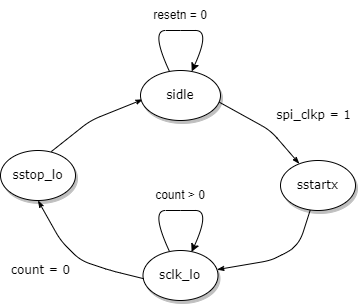 resetn = 0
sidle
spi_clkp = 1
sstop_lo
sstartx
count > 0
sclk_lo
count = 0